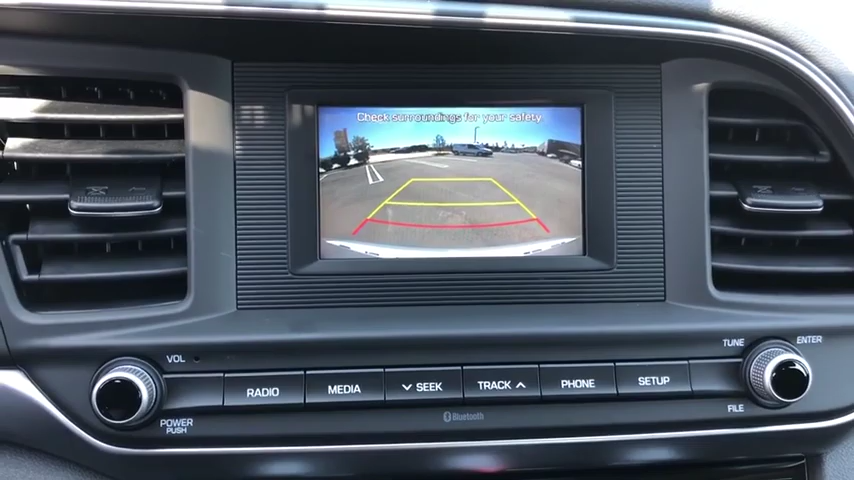 Check surroundings for your safety
VOL
TUNE
ENTER
RADIO
MEDIA
SEEK
TRACK
PHONE
SETUP
POWER
PUSH
Bluetooth
FILE